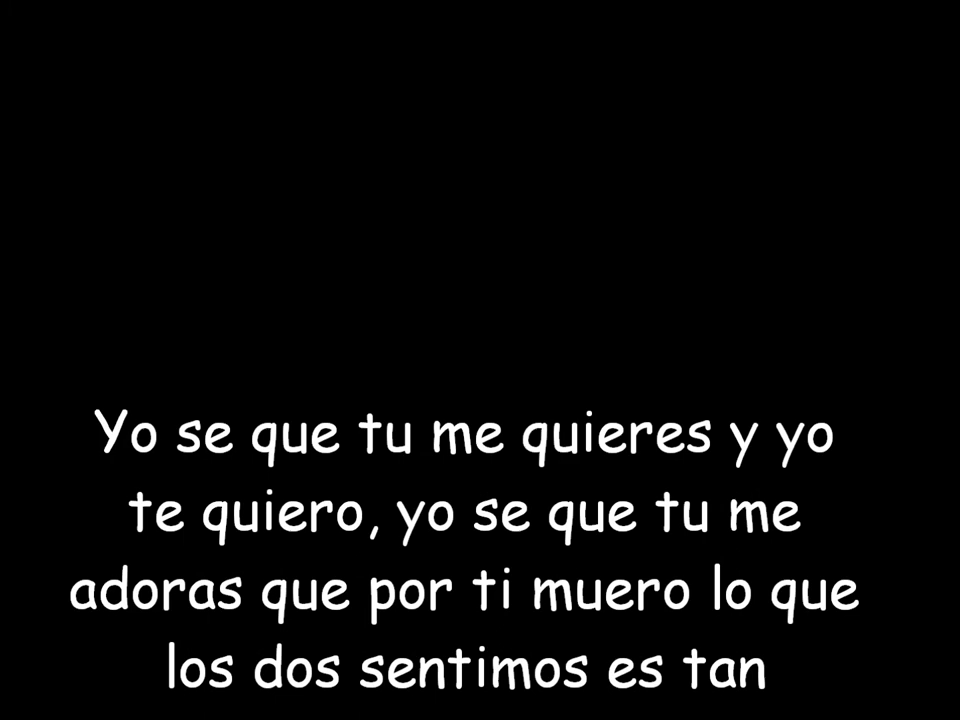 Yo se que tu me quieres y yo
te quiero, yo se que tu me
adoras que por ti muero lo que
los dos sentimos es tan